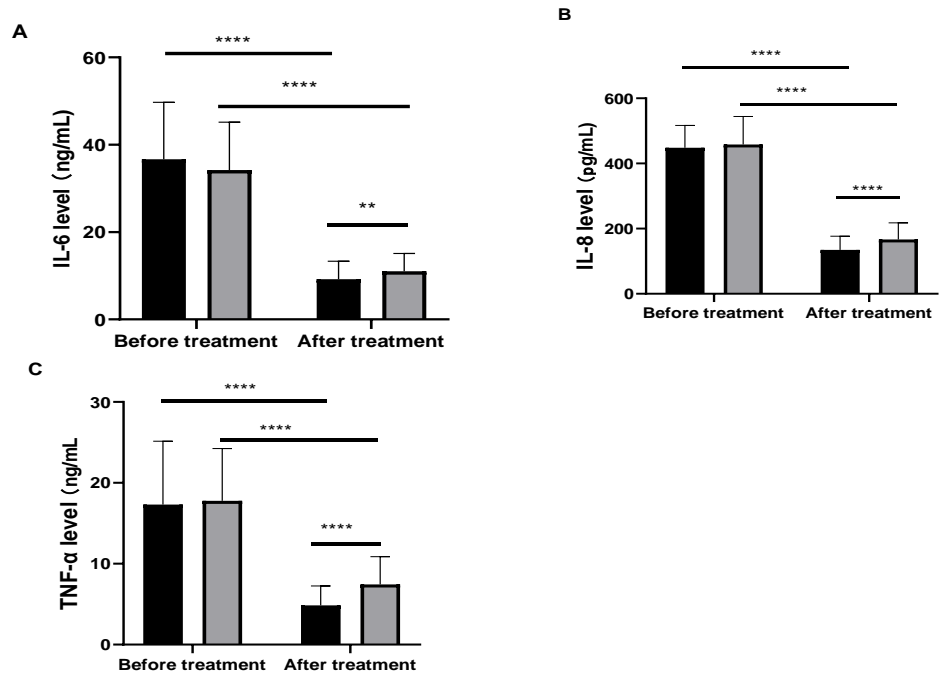 A
IL-6 level (ng/mL)
60
40
20
0
****
****
**
Before treatment
After treatment
B
IL-8 level (pg/mL)
600
400
200
0
****
****
****
Before treatment
After treatment
C
TNF-α level (ng/mL
30
20
10
0
****
****
****
Before treatment
After treatment